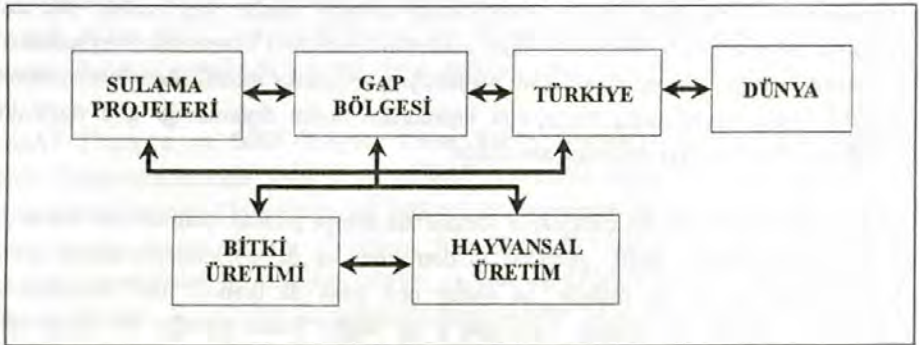 SULAMA
PROJELERİ
GAP
BÖLGESİ
TÜRKİYE
DÜNYA
BİTKİ
ÜRETİMİ
HAYVANSAL
ÜRETİM